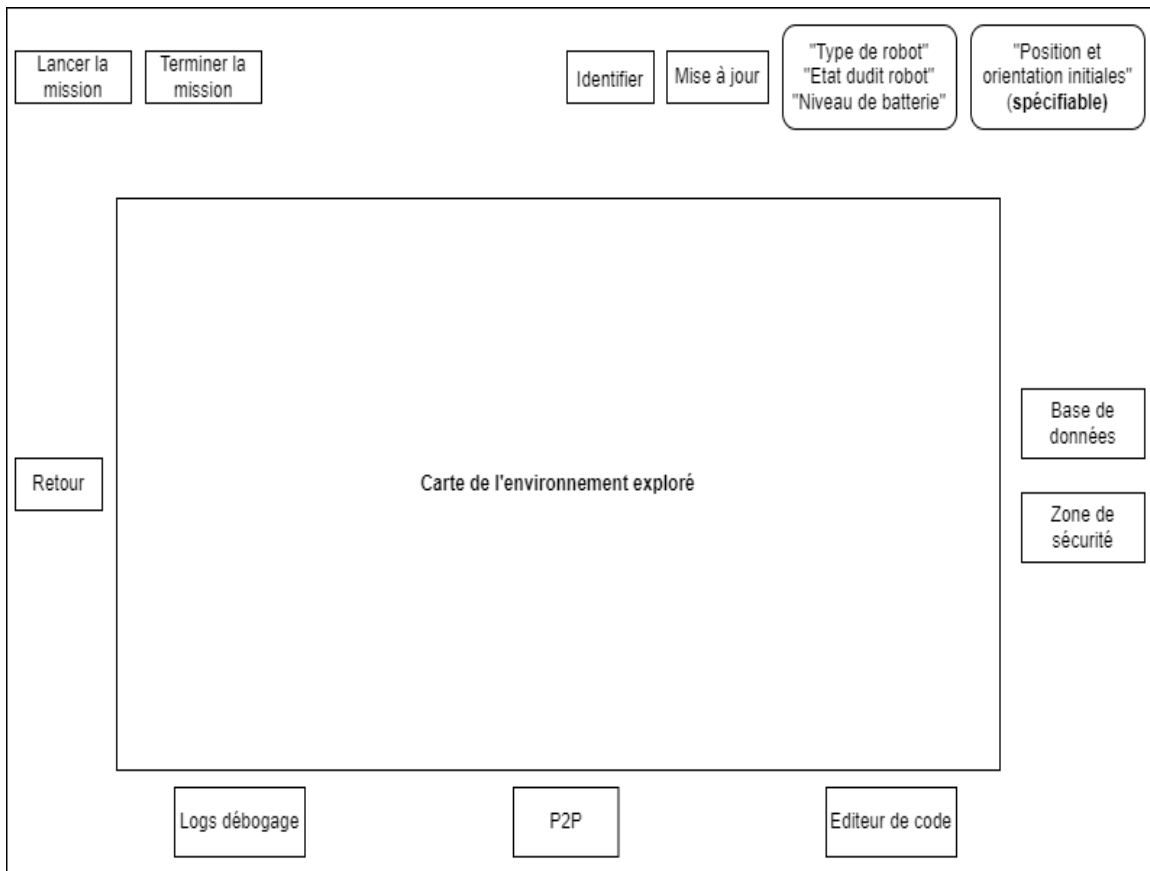 Lancer la
mission
Terminer la
mission
Identifier
Mise à jour
"Type de robot"
"Etat dudit robot"
"Niveau de batterie"
"Position et
orientation initiales"
(spécifiable)
Retour
Carte de l'environnement exploré
Base de
données
Zone de
sécurité
Logs débogage
P2P
Editeur de code